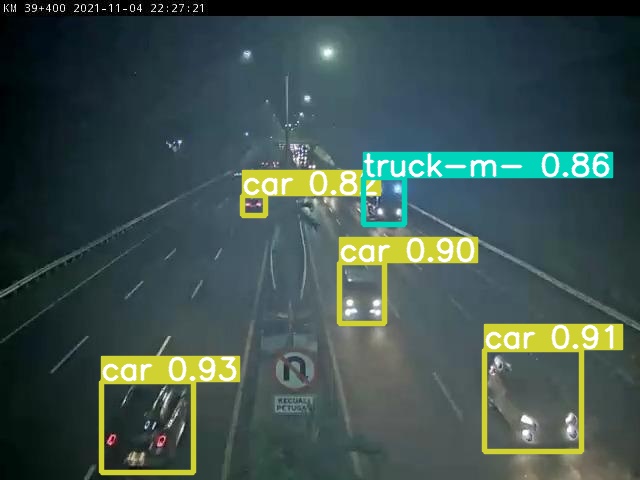 KM 39+400 2021-11-04 22:27:21
truck-m- 0.86
car 0.82
car 0.90
car 0.91
car 0.93
KECUALI
PETUGAS